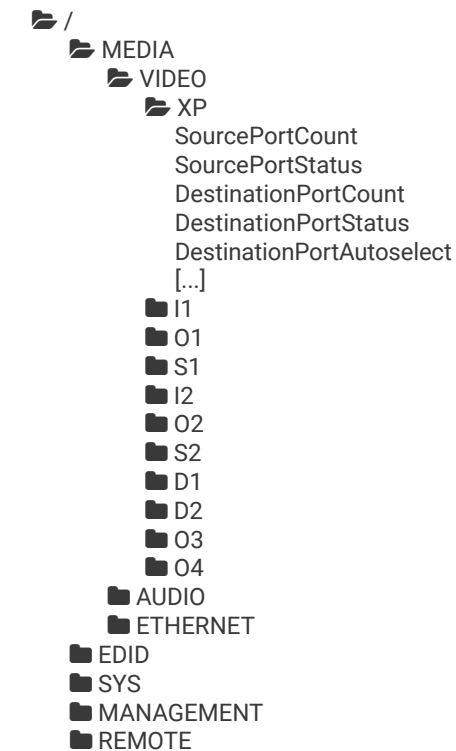 /
MEDIA
VIDEO
XP
SourcePortCount
SourcePortStatus
DestinationPortCount
DestinationPortStatus
DestinationPortAutoselect
[...]
I1
O1
S1
I2
O2
S2
D1
D2
O3
O4
AUDIO
ETHERNET
EDID
SYS
MANAGEMENT
REMOTE